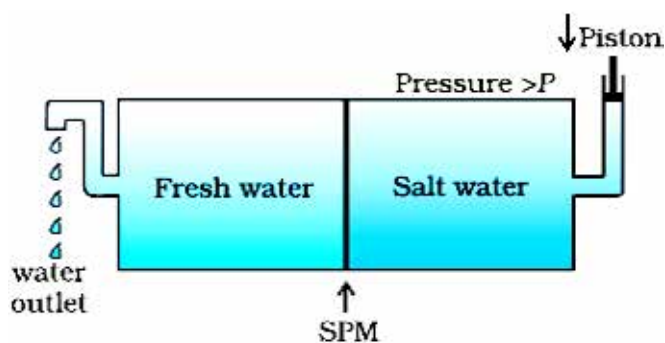 Piston
Pressure >P
Fresh water
Salt water
water
outlet
SPM